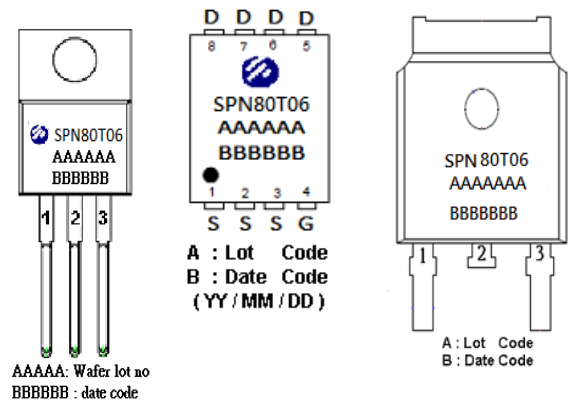 SPN80T06
AAAAAA
BBBBBB
1 2 3
AAAAA: Wafer lot no
BBBBBB : date code
D D D D
8 7 6 5
SPN80T06
AAAAAA
BBBBBB
1 2 3 4
S S S G
A : Lot Code
B : Date Code
( YY / MM / DD )
SPN 80T06
AAAAAAA
BBBBBBB
1 2 3
A : Lot Code
B : Date Code